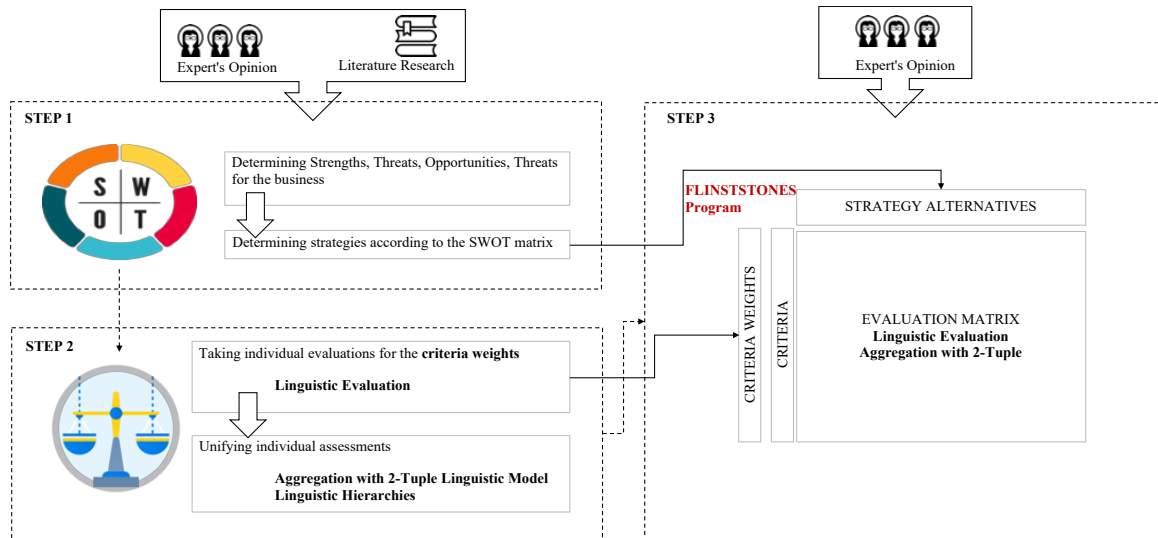 Expert's Opinion
Literature Research
Expert's Opinion
STEP 1
S W
O T
Determining Strengths, Threats, Opportunities, Threats
for the business
Determining strategies according to the SWOT matrix
STEP 2
Taking individual evaluations for the criteria weights
Linguistic Evaluation
Unifying individual assessments
Aggregation with 2-Tuple Linguistic Model
Linguistic Hierarchies
STEP 3
FLINSTSTONES
Program
STRATEGY ALTERNATIVES
CRITERIA WEIGHTS
CRITERIA
EVALUATION MATRIX
Linguistic Evaluation
Aggregation with 2-Tuple